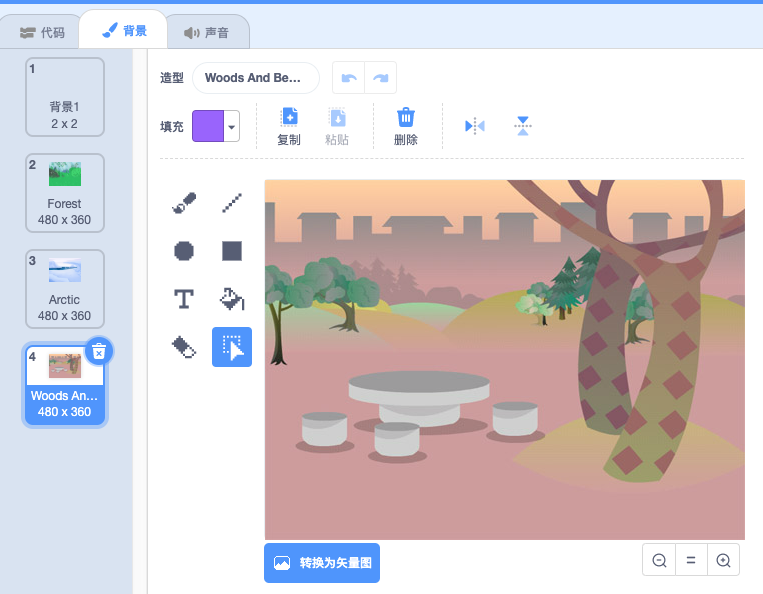 代码
背景
声音
1
背景1
2 x 2
2
Forest
480 x 360
3
Arctic
480 x 360
4
Woods An...
480 x 360
造型
Woods And Be...
填充
复制
粘贴
删除
T
转换为矢量图